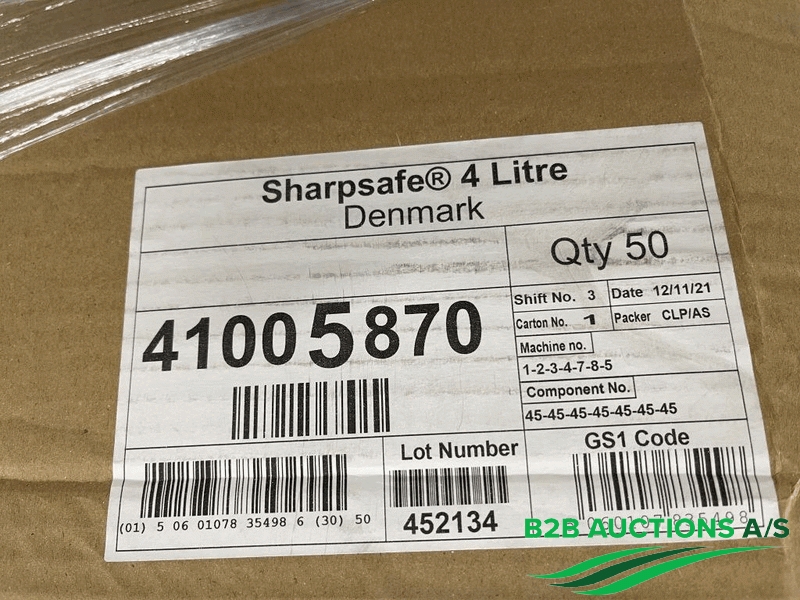 Sharpsafe® 4 Litre
Denmark
Qty 50
41005870
Shift No. 3
Date 12/11/21
Carton No. 1
Packer CLP/AS
Machine no.
1-2-3-4-7-8-5
Component No.
45-45-45-45-45-45-45
(01) 5 06 01078 35498 6 (30) 50
Lot Number
452134
GS1 Code
B2B AUCTIONS A/S